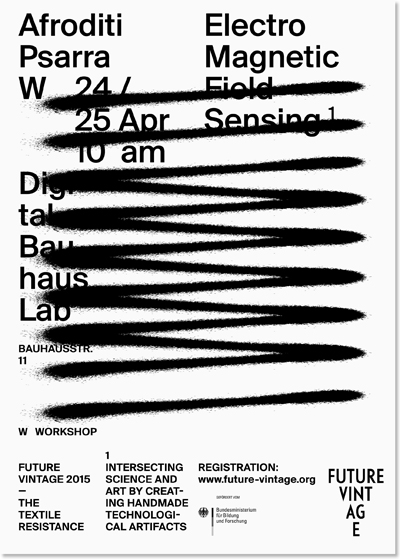 Afroditi
Psarra
Electro
Magnetic
Field
Sensing 1
W 24 /
25 Apr
10 am
Digi
tal
Bau
haus
Lab
BAUHAUSSTR.
11
W WORKSHOP
FUTURE
VINTAGE 2015
—
THE
TEXTILE
RESISTANCE
1
INTERSECTING
SCIENCE AND
ART BY CREAT-
ING HANDMADE
TECHNOLOGI-
CAL ARTIFACTS
REGISTRATION:
www.future-vintage.org
GEFÖRDERT VOM
Bundesministerium
für Bildung
und Forschung
FUTURE
VINT
AG
E